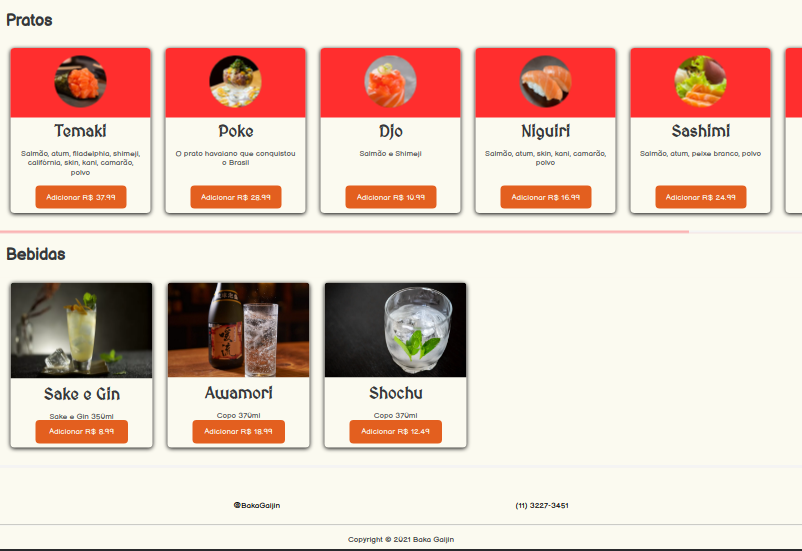 Pratos
Temaki
Salmão, atum, filadelphia, shimeji,
califórnia, skin, kani, camarão,
polvo
Adicionar R$ 37.99
Poke
O prato havaiano que conquistou
o Brasil
Adicionar R$ 28.99
Djo
Salmão e Shimeji
Adicionar R$ 10.99
Niguiri
Salmão, atum, skin, kani, camarão,
polvo
Adicionar R$ 16.99
Sashimi
Salmão, atum, peixe branco, polvo
Adicionar R$ 24.99
Bebidas
Sake e Gin
Sake e Gin 350ml
Adicionar R$ 8.99
Awamori
Copo 370ml
Adicionar R$ 18.99
Shochu
Copo 370ml
Adicionar R$ 12.49
@BakaGaijin
(11) 3227-3451
Copyright © 2021 Baka Gaijin